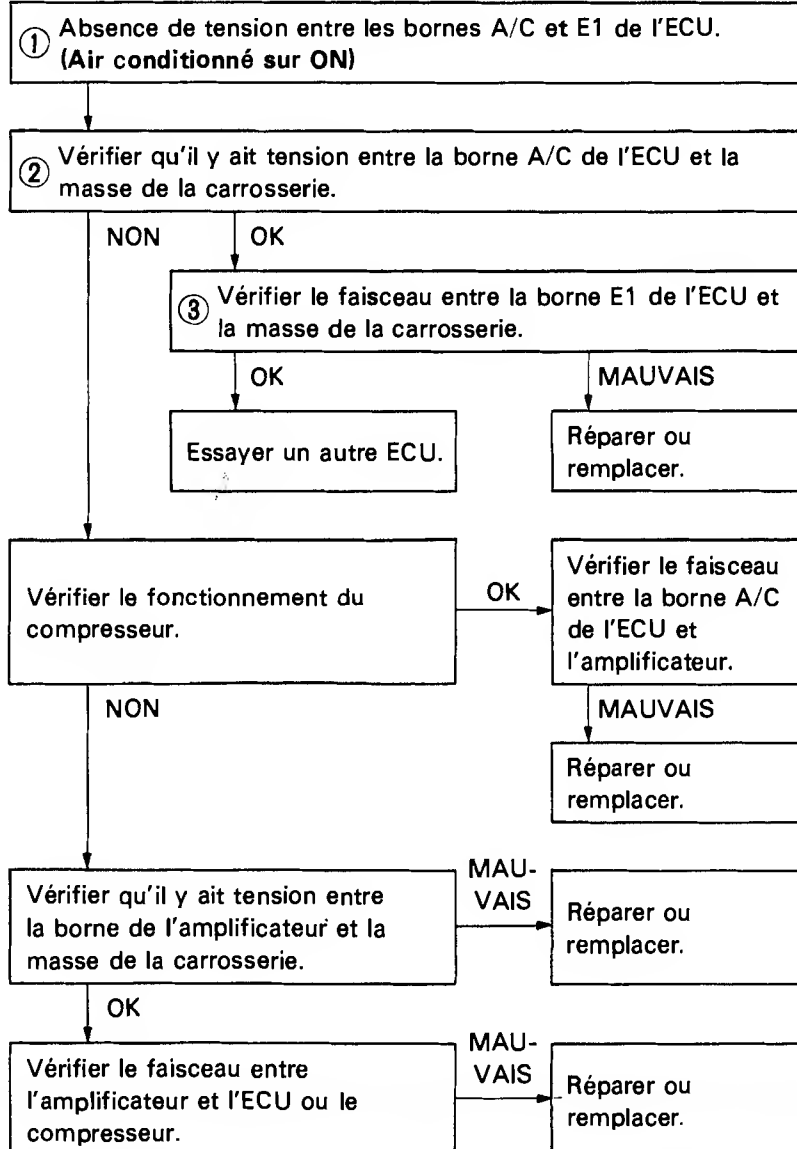 ① Absence de tension entre les bornes A/C et E1 de l'ECU.
(Air conditionné sur ON)
② Vérifier qu'il y ait tension entre la borne A/C de l'ECU et la
masse de la carrosserie.
NON
OK
③ Vérifier le faisceau entre la borne E1 de l'ECU et
la masse de la carrosserie.
OK
MAUVAIS
Essayer un autre ECU.
Réparer ou
remplacer.
Vérifier le fonctionnement du
compresseur.
OK
Vérifier le faisceau
entre la borne A/C
de l'ECU et
l'amplificateur.
NON
MAUVAIS
Réparer ou
remplacer.
Vérifier qu'il y ait tension entre
la borne de l'amplificateur et la
masse de la carrosserie.
MAU-
VAIS
Réparer ou
remplacer.
OK
Vérifier le faisceau entre
l'amplificateur et l'ECU ou le
compresseur.
MAU-
VAIS
Réparer ou
remplacer.